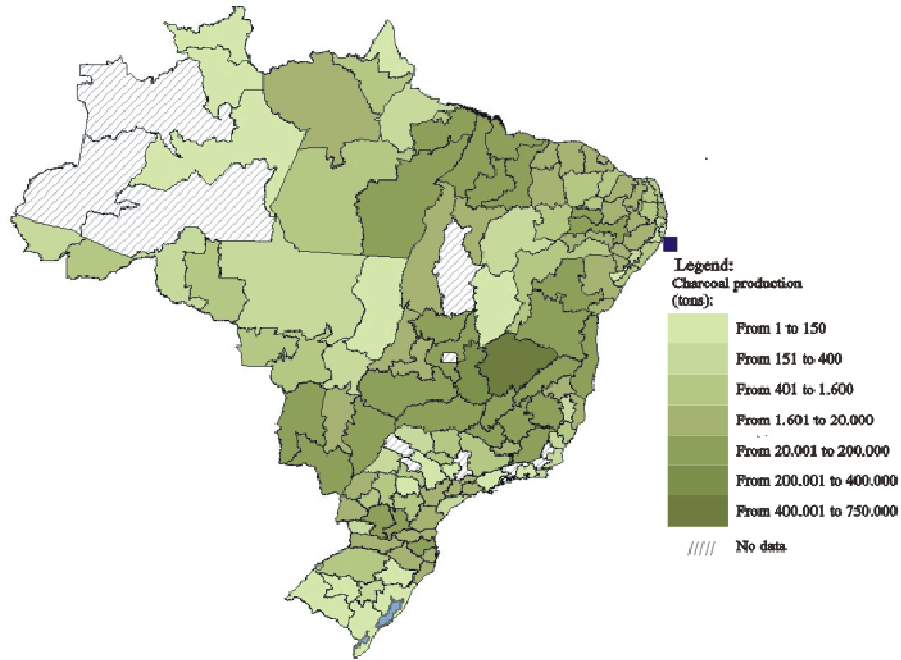 Legend:
Charcoal production
(tons):
From 1 to 150
From 151 to 400
From 401 to 1.600
From 1.601 to 20.000
From 20.001 to 200.000
From 200.001 to 400.000
From 400.001 to 750.000
No data